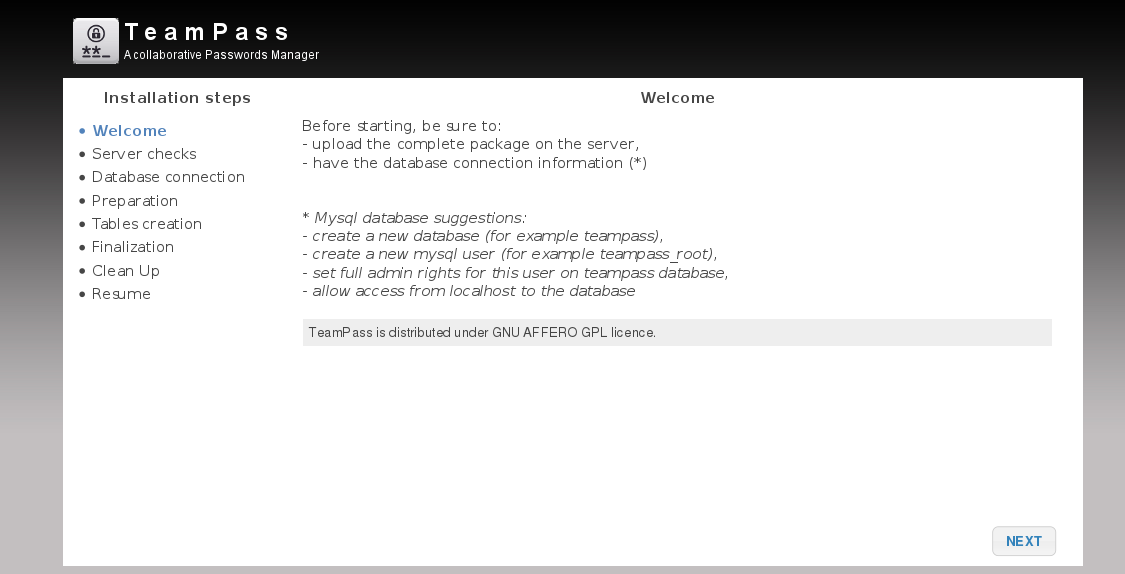 TeamPass
A collaborative Passwords Manager
Installation steps
• Welcome
• Server checks
• Database connection
• Preparation
• Tables creation
• Finalization
• Clean Up
• Resume
Welcome
Before starting, be sure to:
- upload the complete package on the server,
- have the database connection information (*)
* Mysql database suggestions:
- create a new database (for example teampass),
- create a new mysql user (for example teampass_root),
- set full admin rights for this user on teampass database,
- allow access from localhost to the database
TeamPass is distributed under GNU AFFERO GPL licence.
NEXT